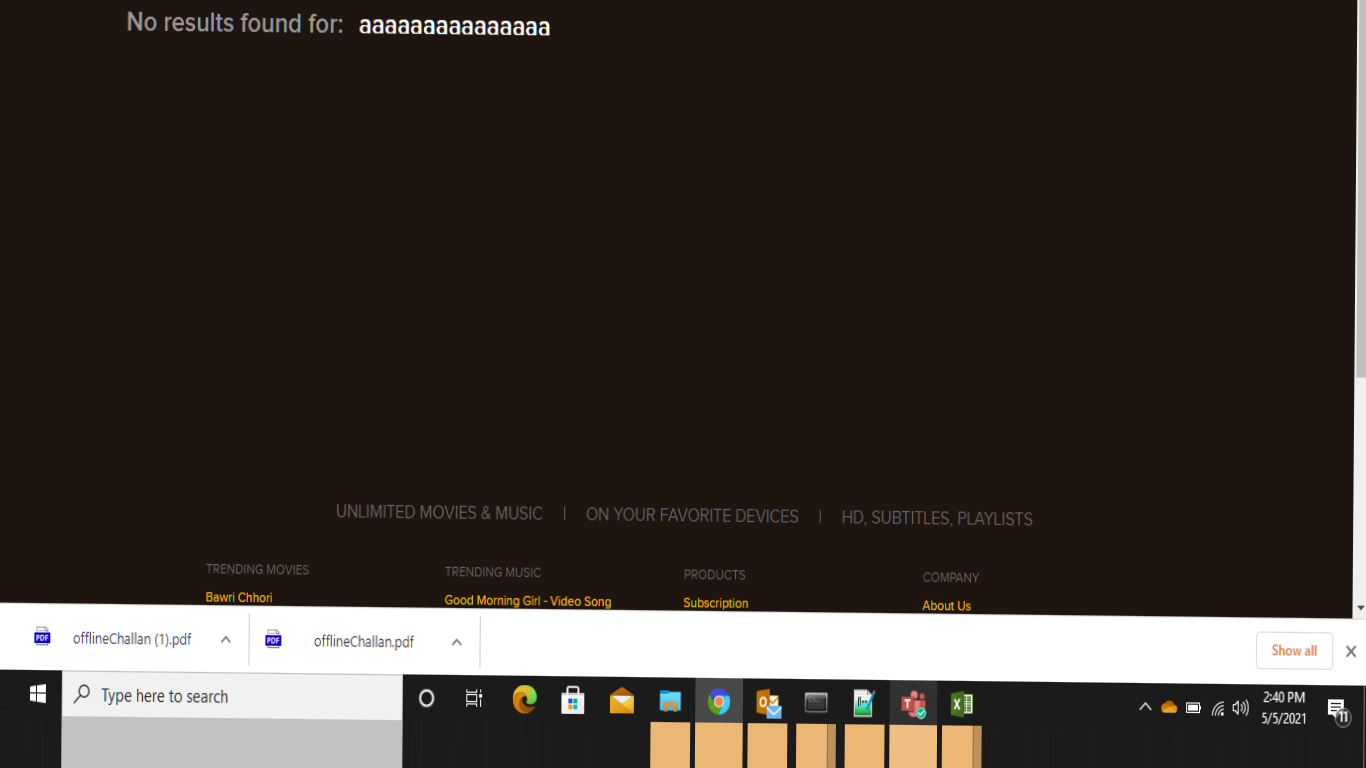 No results found for: aaaaaaaaaaaaaaa
UNLIMITED MOVIES & MUSIC | ON YOUR FAVORITE DEVICES | HD, SUBTITLES, PLAYLISTS
TRENDING MOVIES
Bawri Chhori
TRENDING MUSIC
Good Morning Girl - Video Song
PRODUCTS
Subscription
COMPANY
About Us
PDF offlineChallan (1).pdf
PDF offlineChallan.pdf
Show all
Type here to search
2:40 PM
5/5/2021
11